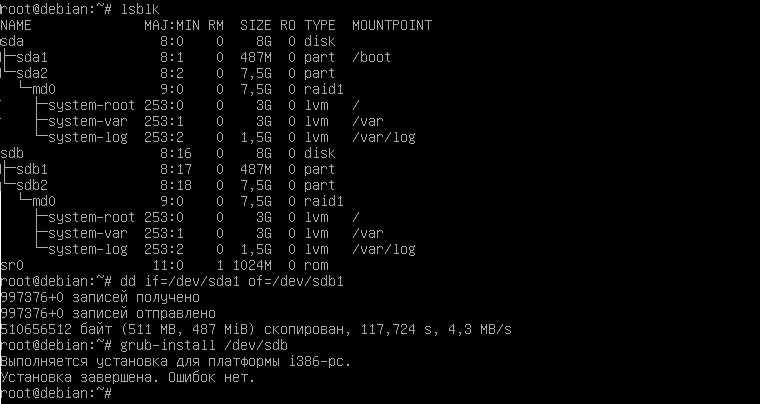 root@debian:~# lsblk
NAME MAJ:MIN RM SIZE RO TYPE MOUNTPOINT
sda 8:0 0 8G 0 disk
├─sda1 8:1 0 487M 0 part /boot
└─sda2 8:2 0 7,5G 0 part
└─md0 9:0 0 7,5G 0 raid1
├─system-root 253:0 0 3G 0 lvm /
├─system-var 253:1 0 3G 0 lvm /var
└─system-log 253:2 0 1,5G 0 lvm /var/log
sdb 8:16 0 8G 0 disk
├─sdb1 8:17 0 487M 0 part
└─sdb2 8:18 0 7,5G 0 part
└─md0 9:0 0 7,5G 0 raid1
├─system-root 253:0 0 3G 0 lvm /
├─system-var 253:1 0 3G 0 lvm /var
└─system-log 253:2 0 1,5G 0 lvm /var/log
sr0 11:0 1 1024M 0 rom
root@debian:~# dd if=/dev/sda1 of=/dev/sdb1
997376+0 записей получено
997376+0 записей отправлено
510656512 байт (511 MB, 487 MiB) скопирован, 117,724 s, 4,3 MB/s
root@debian:~# grub-install /dev/sdb
Выполняется установка для платформы i386-pc.
Установка завершена. Ошибок нет.
root@debian:~#